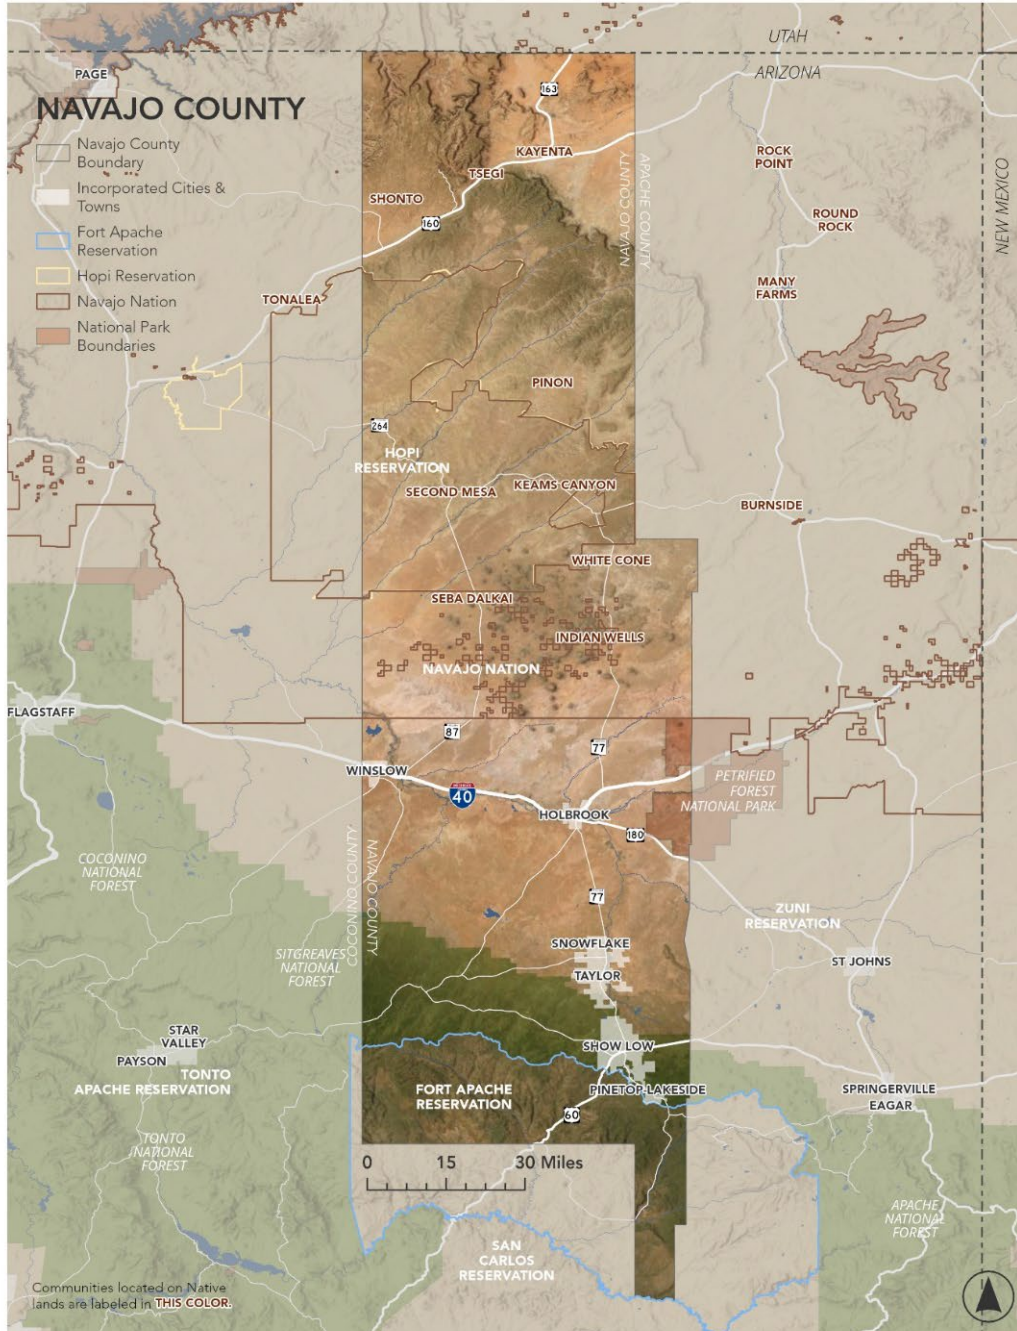 UTAH
ARIZONA
PAGE
NAVAJO COUNTY
Navajo County
Boundary
Incorporated Cities &
Towns
Fort Apache
Reservation
Hopi Reservation
Navajo Nation
National Park
Boundaries
163
KAYENTA
TSEGI
SHONTO
160
NAVAJO COUNTY
APACHE COUNTY
ROCK
POINT
ROUND
ROCK
NEW MEXICO
MANY
FARMS
TONALEA
PINON
264
HOPI
RESERVATION
SECOND MESA
KEAMS CANYON
BURNSIDE
WHITE CONE
SEBA DALKAI
INDIAN WELLS
NAVAJO NATION
FLAGSTAFF
87
77
WINSLOW
40
HOLBROOK
180
PETRIFIED
FOREST
NATIONAL PARK
COCONINO
NATIONAL
FOREST
COCONINO COUNTY
NAVAJO COUNTY
77
ZUNI
RESERVATION
SITGREAVES
NATIONAL
FOREST
SNOWFLAKE
TAYLOR
ST JOHNS
STAR
VALLEY
PAYSON
TONTO
APACHE RESERVATION
SHOW LOW
PINETOP-LAKESIDE
FORT APACHE
RESERVATION
60
SPRINGERVILLE
EAGAR
TONTO
NATIONAL
FOREST
0 15 30 Miles
APACHE
NATIONAL
FOREST
SAN
CARLOS
RESERVATION
Communities located on Native
lands are labeled in THIS COLOR.